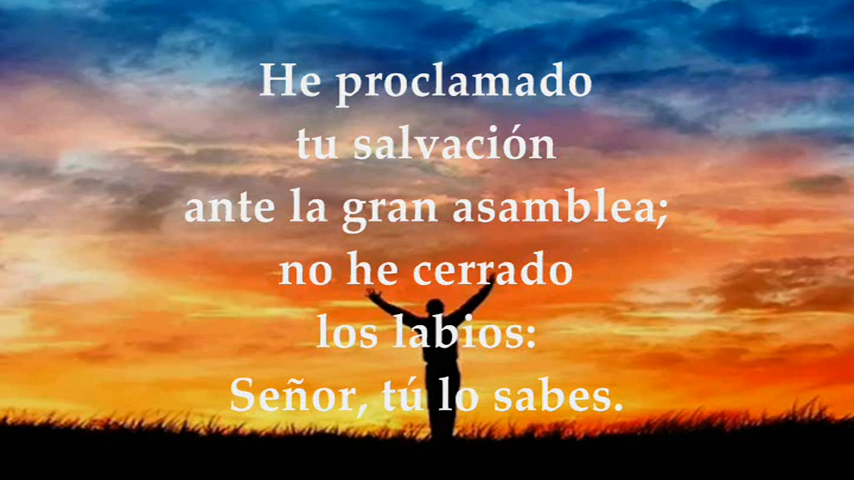 He proclamado
tu salvación
ante la gran asamblea;
no he cerrado
los labios:
Señor, tú lo sabes.